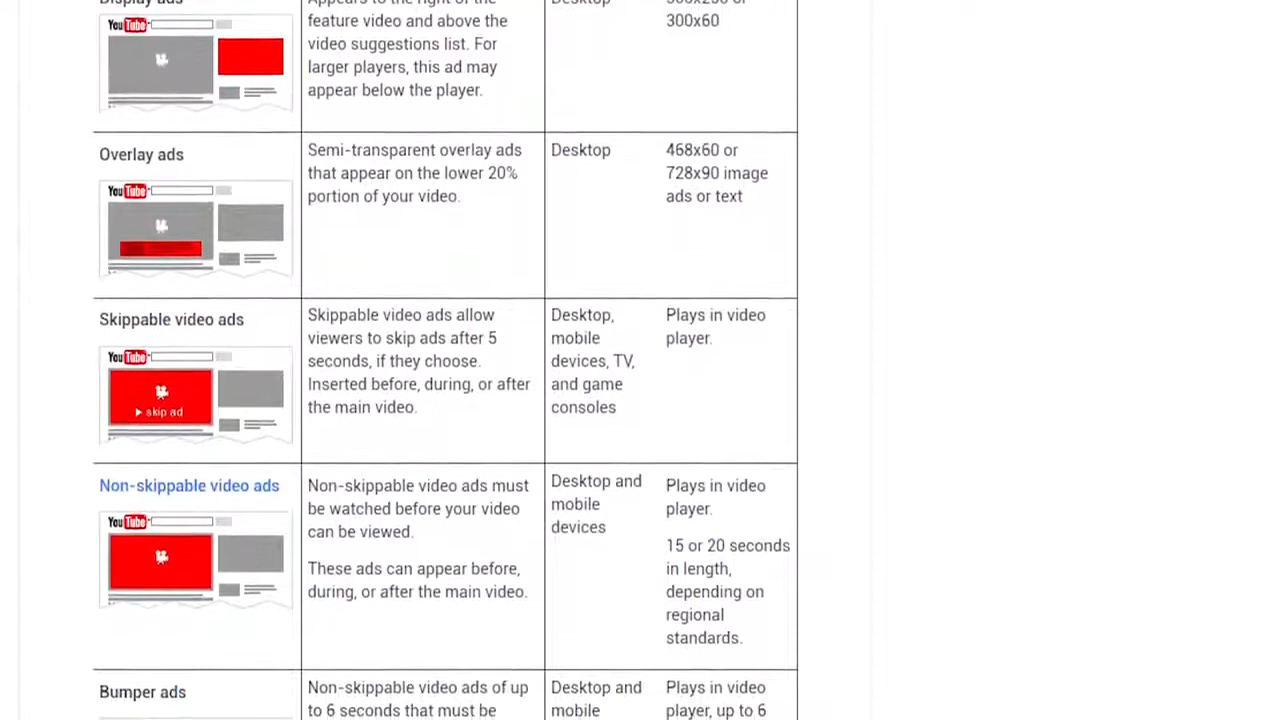 Display ads
Appears to the right of the
feature video and above the
video suggestions list. For
larger players, this ad may
appear below the player.
Desktop
300x250 or
300x60
YouTube
Overlay ads
Semi-transparent overlay ads
that appear on the lower 20%
portion of your video.
Desktop
468x60 or
728x90 image
ads or text
YouTube
Skippable video ads
Skippable video ads allow
viewers to skip ads after 5
seconds, if they choose.
Inserted before, during, or after
the main video.
Desktop,
mobile
devices, TV,
and game
consoles
Plays in video
player.
YouTube
skip ad
Non-skippable video ads
Non-skippable video ads must
be watched before your video
can be viewed.
These ads can appear before,
during, or after the main video.
Desktop and
mobile
devices
Plays in video
player.
15 or 20 seconds
in length,
depending on
regional
standards.
YouTube
Bumper ads
Non-skippable video ads of up
to 6 seconds that must be
Desktop and
mobile
Plays in video
player, up to 6